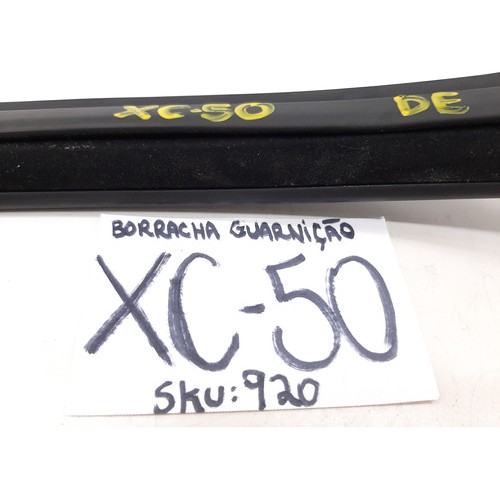 XC-50 DE
BORRACHA GUARNIÇÃO
XC-50
SKU:920